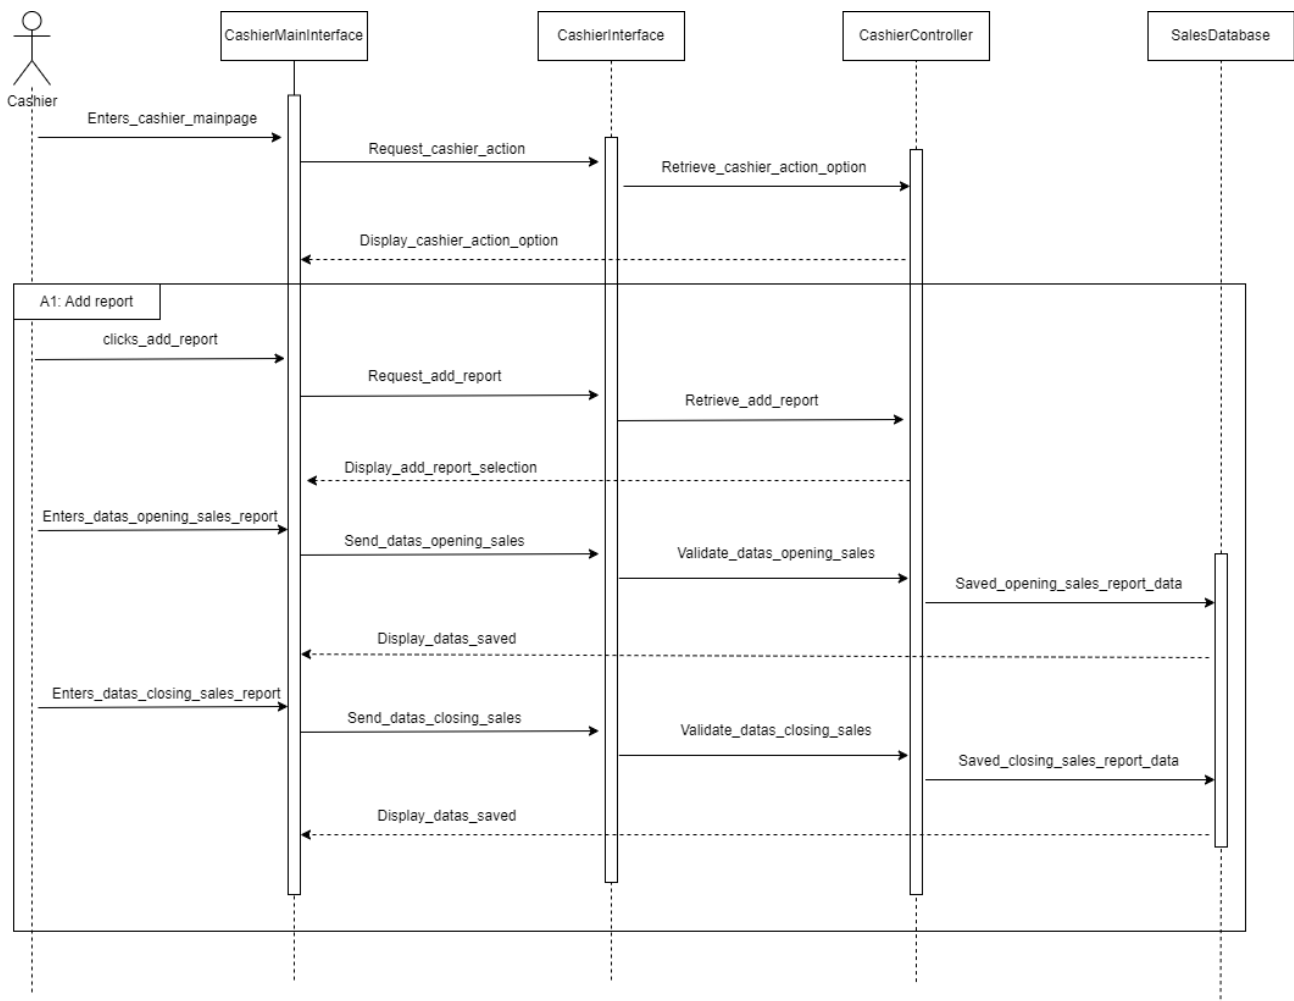 CashierMainInterface
CashierInterface
CashierController
SalesDatabase
Cashier
Enters_cashier_mainpage
Request_cashier_action
Retrieve_cashier_action_option
Display_cashier_action_option
A1: Add report
clicks_add_report
Request_add_report
Retrieve_add_report
Display_add_report_selection
Enters_datas_opening_sales_report
Send_datas_opening_sales
Validate_datas_opening_sales
Saved_opening_sales_report_data
Display_datas_saved
Enters_datas_closing_sales_report
Send_datas_closing_sales
Validate_datas_closing_sales
Saved_closing_sales_report_data
Display_datas_saved